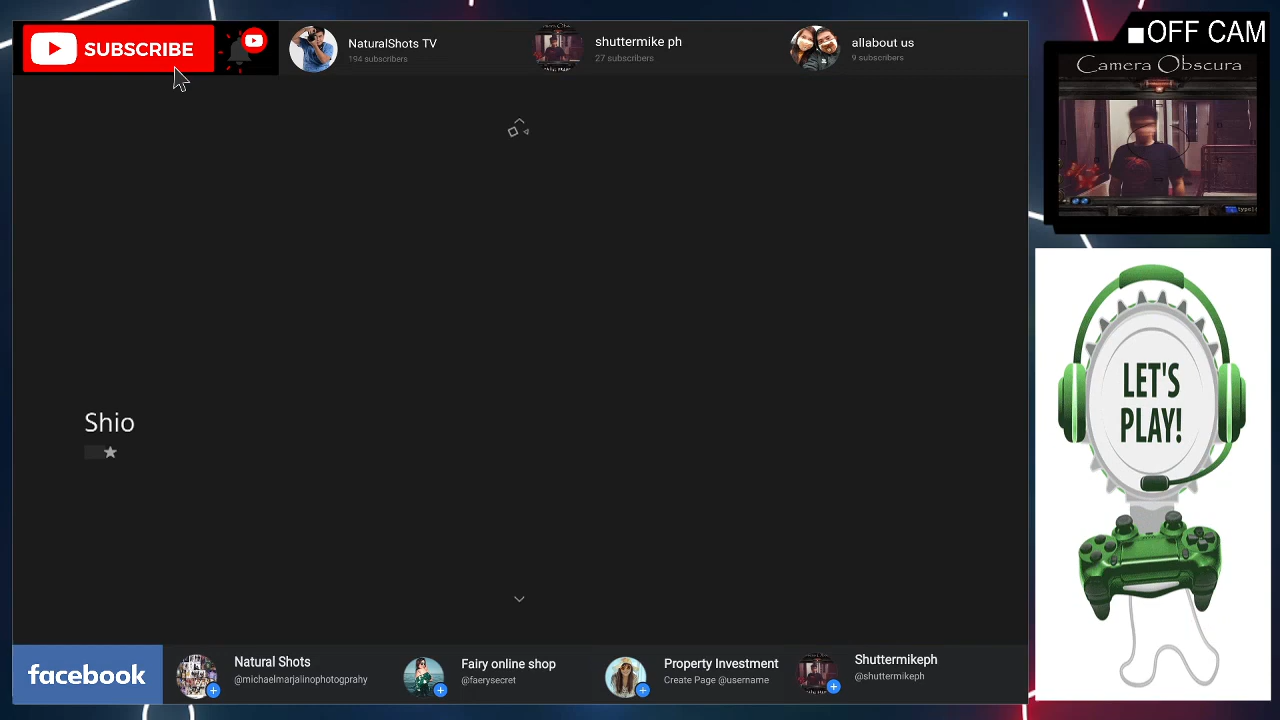 SUBSCRIBE
NaturalShots TV
194 subscribers
shuttermike ph
27 subscribers
allabout us
9 subscribers
OFF CAM
Camera Obscura
LET'S
PLAY!
Shio
facebook
Natural Shots
@michaelmarjalinophotogprahy
Fairy online shop
@faerysecret
Property Investment
Create Page @username
Shuttermikeph
@shuttermikeph